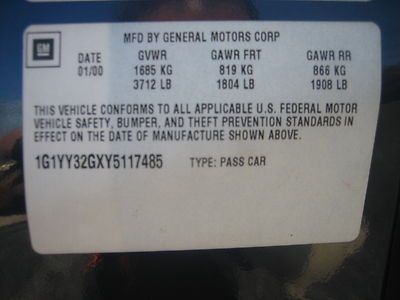 GM
MFD BY GENERAL MOTORS CORP
DATE GVWR GAWR FRT GAWR RR
01/00 1685 KG 819 KG 866 KG
3712 LB 1804 LB 1908 LB
THIS VEHICLE CONFORMS TO ALL APPLICABLE U.S. FEDERAL MOTOR
VEHICLE SAFETY, BUMPER, AND THEFT PREVENTION STANDARDS IN
EFFECT ON THE DATE OF MANUFACTURE SHOWN ABOVE.
1G1YY32GXY5117485 TYPE: PASS CAR